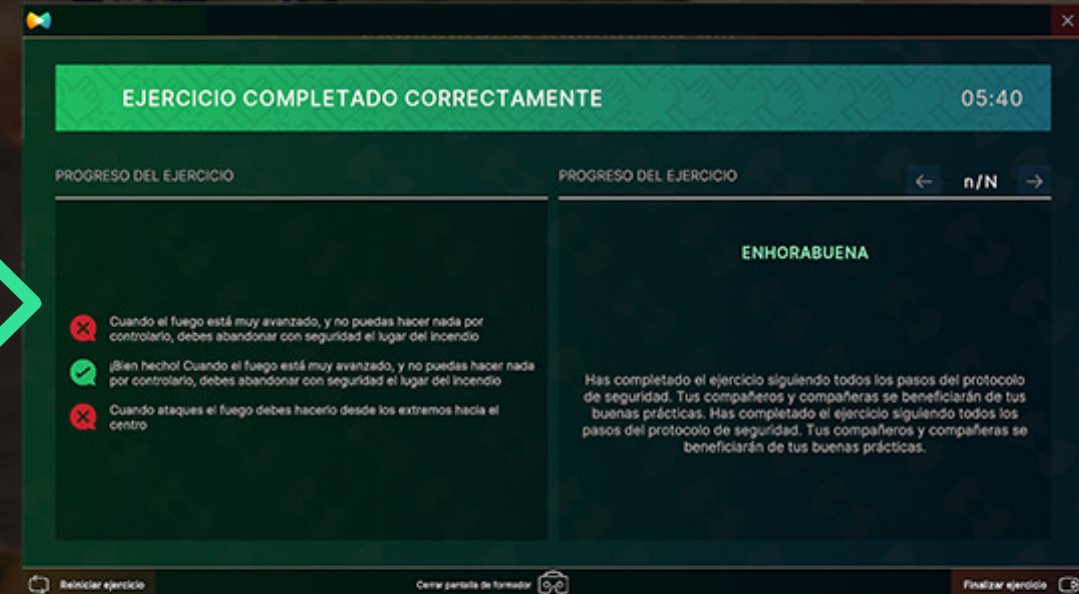 EJERCICIO COMPLETADO CORRECTAMENTE
05:40
PROGRESO DEL EJERCICIO
Cuando el fuego está muy avanzado, y no puedas hacer nada por
controlarlo, debes abandonar con seguridad el lugar del incendio
¡Bien hecho! Cuando el fuego está muy avanzado, y no puedas hacer nada
por controlarlo, debes abandonar con seguridad el lugar del incendio
Cuando ataques el fuego debes hacerlo desde los extremos hacia el
centro
PROGRESO DEL EJERCICIO
n/N
ENHORABUENA
Has completado el ejercicio siguiendo todos los pasos del protocolo
de seguridad. Tus compañeros y compañeras se beneficiarán de tus
buenas prácticas. Has completado el ejercicio siguiendo todos los
pasos del protocolo de seguridad. Tus compañeros y compañeras se
beneficiarán de tus buenas prácticas.
Reiniciar ejercicio
Cerrar pantalla de formador
Finalizar ejercicio